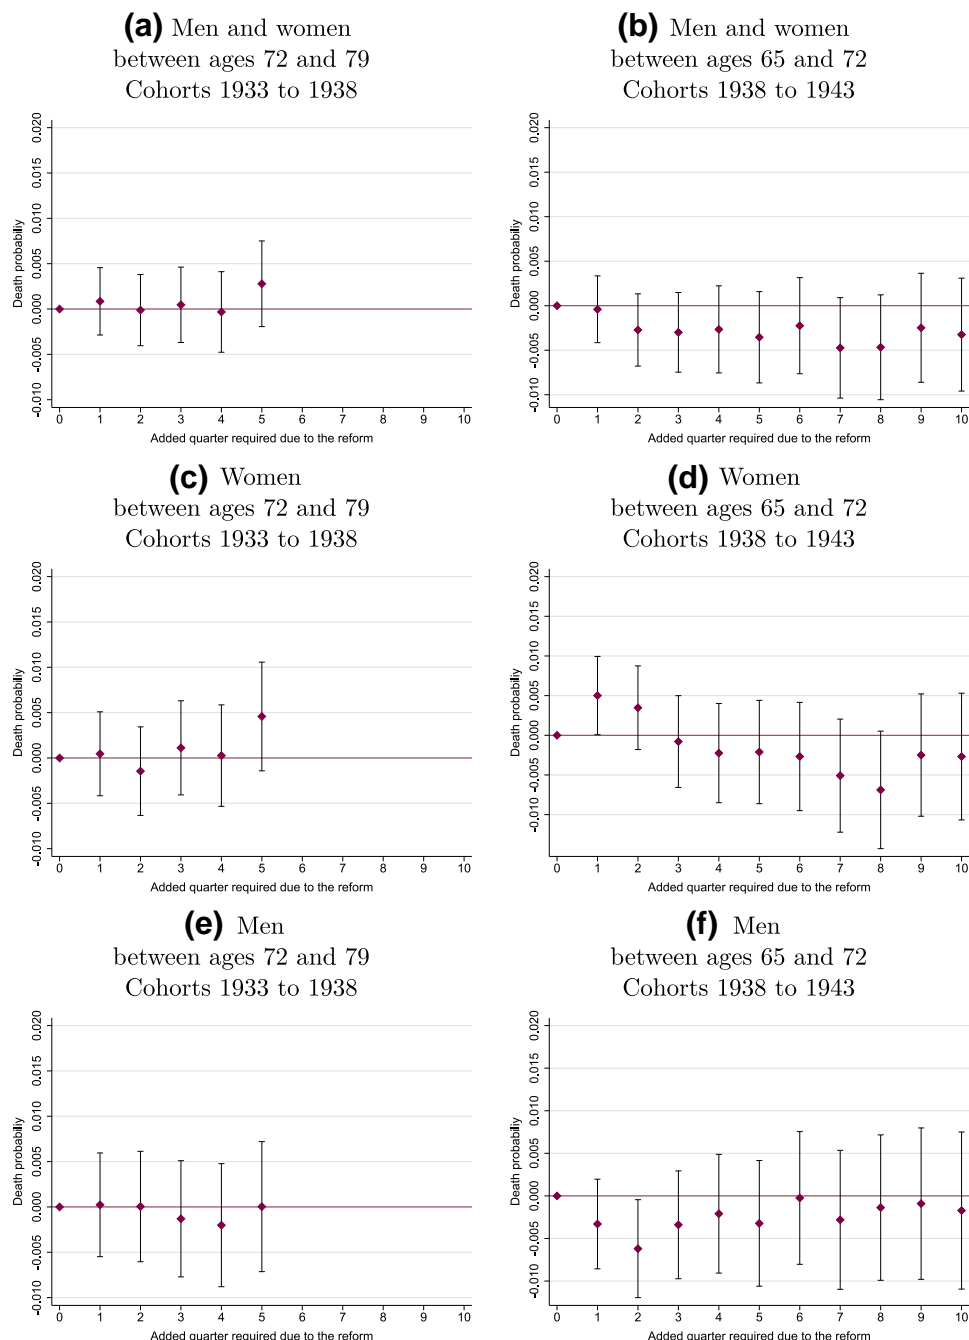 (a) Men and women
between ages 72 and 79
Cohorts 1933 to 1938
0.020
0.015
0.010
0.005
0.000
-0.005
-0.010
Death probabiliy
0 1 2 3 4 5 6 7 8 9 10
Added quarter required due to the reform
(b) Men and women
between ages 65 and 72
Cohorts 1938 to 1943
0.020
0.015
0.010
0.005
0.000
-0.005
-0.010
Death probabiliy
0 1 2 3 4 5 6 7 8 9 10
Added quarter required due to the reform
(c) Women
between ages 72 and 79
Cohorts 1933 to 1938
0.020
0.015
0.010
0.005
0.000
-0.005
-0.010
Death probabiliy
0 1 2 3 4 5 6 7 8 9 10
Added quarter required due to the reform
(d) Women
between ages 65 and 72
Cohorts 1938 to 1943
0.020
0.015
0.010
0.005
0.000
-0.005
-0.010
Death probabiliy
0 1 2 3 4 5 6 7 8 9 10
Added quarter required due to the reform
(e) Men
between ages 72 and 79
Cohorts 1933 to 1938
0.020
0.015
0.010
0.005
0.000
-0.005
-0.010
Death probabiliy
0 1 2 3 4 5 6 7 8 9 10
Added quarter required due to the reform
(f) Men
between ages 65 and 72
Cohorts 1938 to 1943
0.020
0.015
0.010
0.005
0.000
-0.005
-0.010
Death probabiliy
0 1 2 3 4 5 6 7 8 9 10
Added quarter required due to the reform